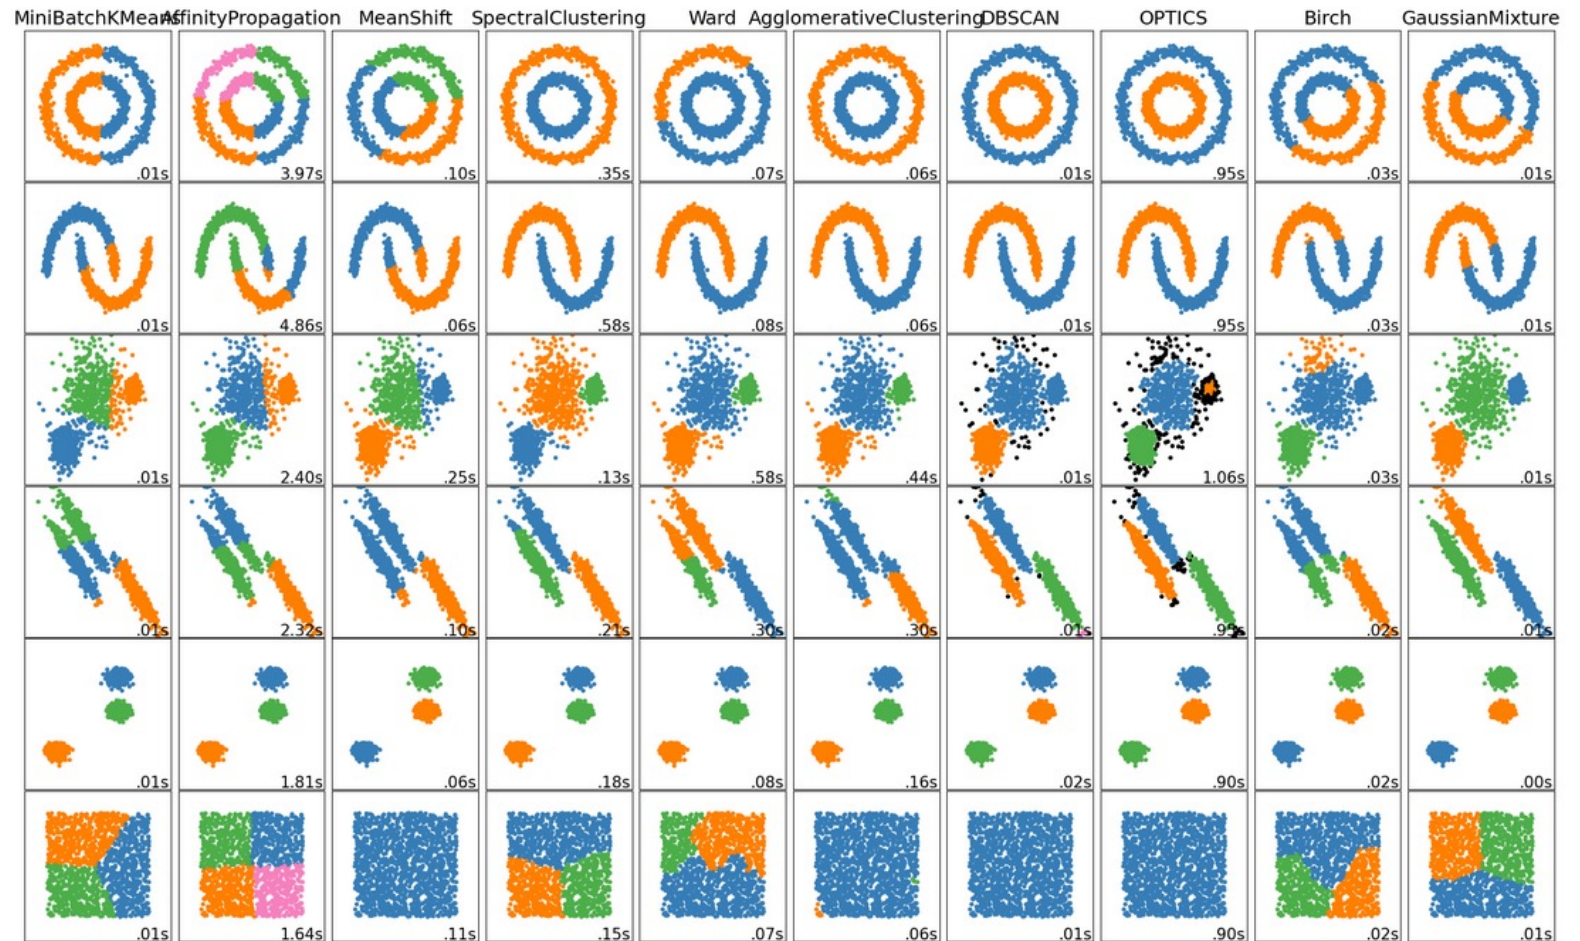 MiniBatchKMeans AffinityPropagation MeanShift SpectralClustering Ward AgglomerativeClustering DBSCAN OPTICS Birch GaussianMixture
.01s 3.97s .10s .35s .07s .06s .01s .95s .03s .01s
.01s 4.86s .06s .58s .08s .06s .01s .95s .03s .01s
.01s 2.40s .25s .13s .58s .44s .01s 1.06s .03s .01s
.01s 2.32s .10s .21s .30s .30s .01s .95s .02s .01s
.01s 1.81s .06s .18s .08s .16s .02s .90s .02s .00s
.01s 1.64s .11s .15s .07s .06s .01s .90s .02s .01s